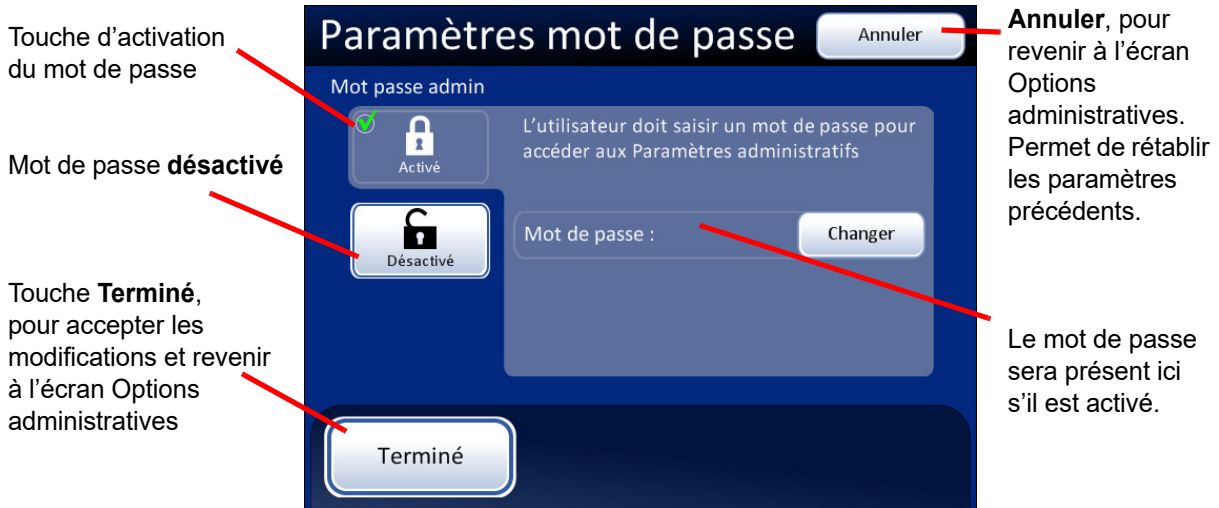 Touche d’activation
du mot de passe
Mot de passe désactivé
Touche Terminé,
pour accepter les
modifications et revenir
à l’écran Options
administratives
Paramètres mot de passe
Annuler
Mot passe admin
Activé
L’utilisateur doit saisir un mot de passe pour
accéder aux Paramètres administratifs
Désactivé
Mot de passe :
Changer
Terminé
Annuler, pour
revenir à l’écran
Options
administratives.
Permet de rétablir
les paramètres
précédents.
Le mot de passe
sera présent ici
s’il est activé.